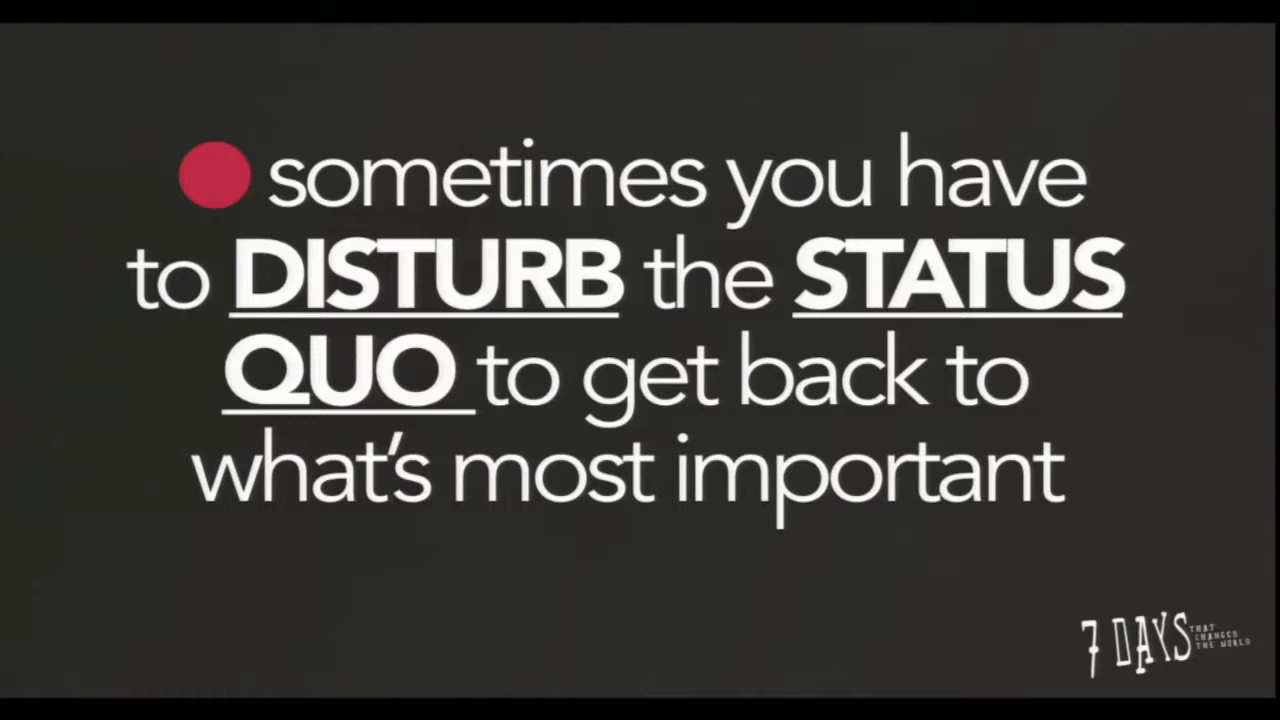 sometimes you have
to DISTURB the STATUS
QUO to get back to
what's most important
7 DAYS
THAT
CHANGED
THE WORLD